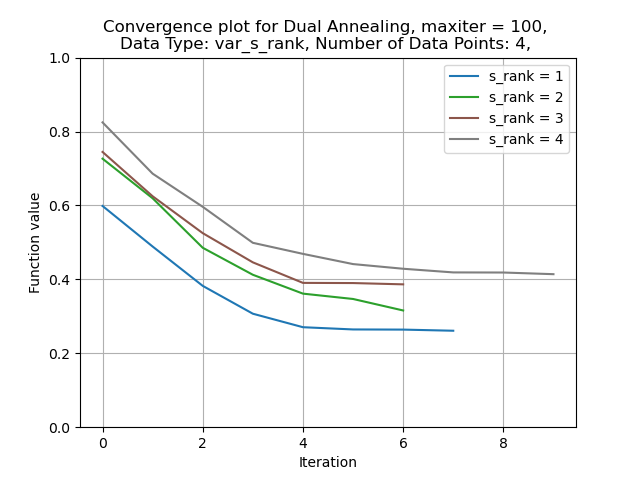 Convergence plot for Dual Annealing, maxiter = 100,
Data Type: var_s_rank, Number of Data Points: 4,
1.0
0.8
0.6
0.4
0.2
0.0
Function value
s_rank = 1
s_rank = 2
s_rank = 3
s_rank = 4
0 2 4 6 8
Iteration